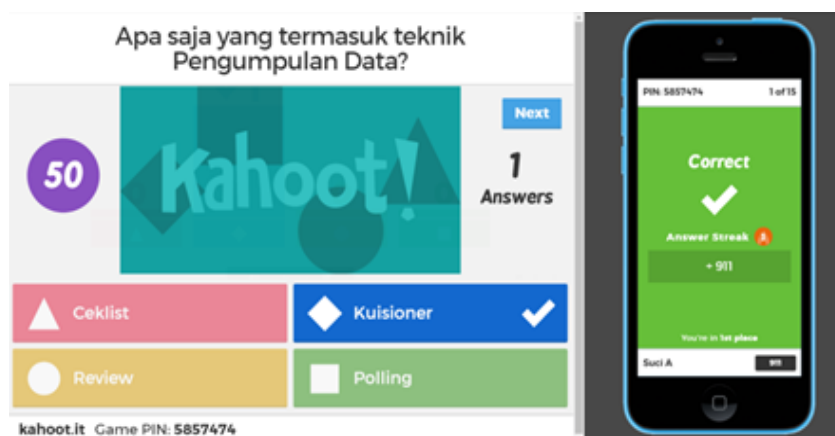 Apa saja yang termasuk teknik
Pengumpulan Data?
50
Kahoot!
Next
1
Answers
Ceklist
Kuisioner
Review
Polling
kahoot.it Game PIN: 5857474
PIN: 5857474 1 of 15
Correct
Answer Streak
+ 911
You're in 1st place
Suci A 911